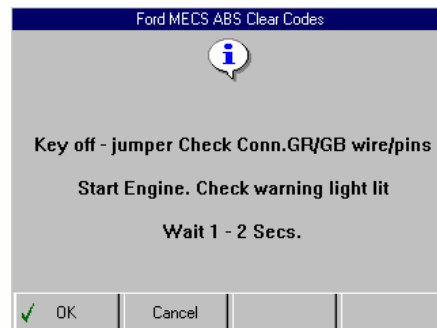 Ford MECS ABS Clear Codes
Key off - jumper Check Conn.GR/GB wire/pins
Start Engine. Check warning light lit
Wait 1 - 2 Secs.
OK
Cancel